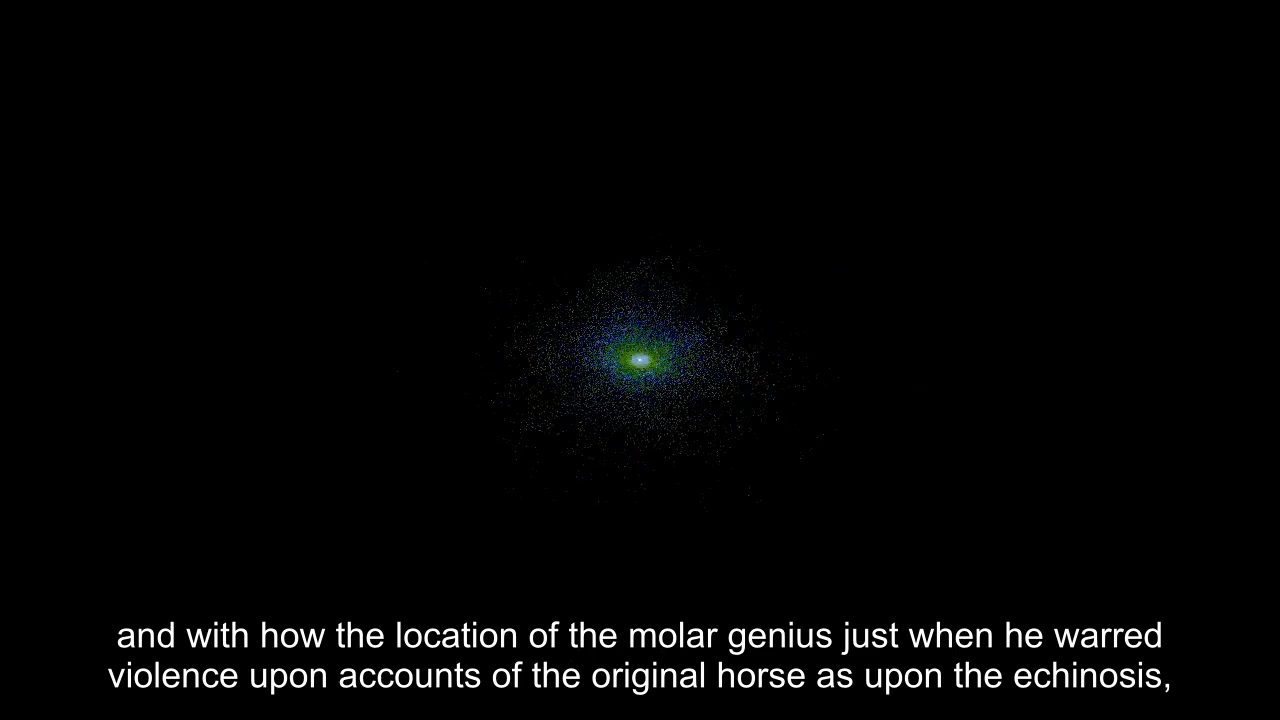 and with how the location of the molar genius just when he warred
violence upon accounts of the original horse as upon the echinosis,